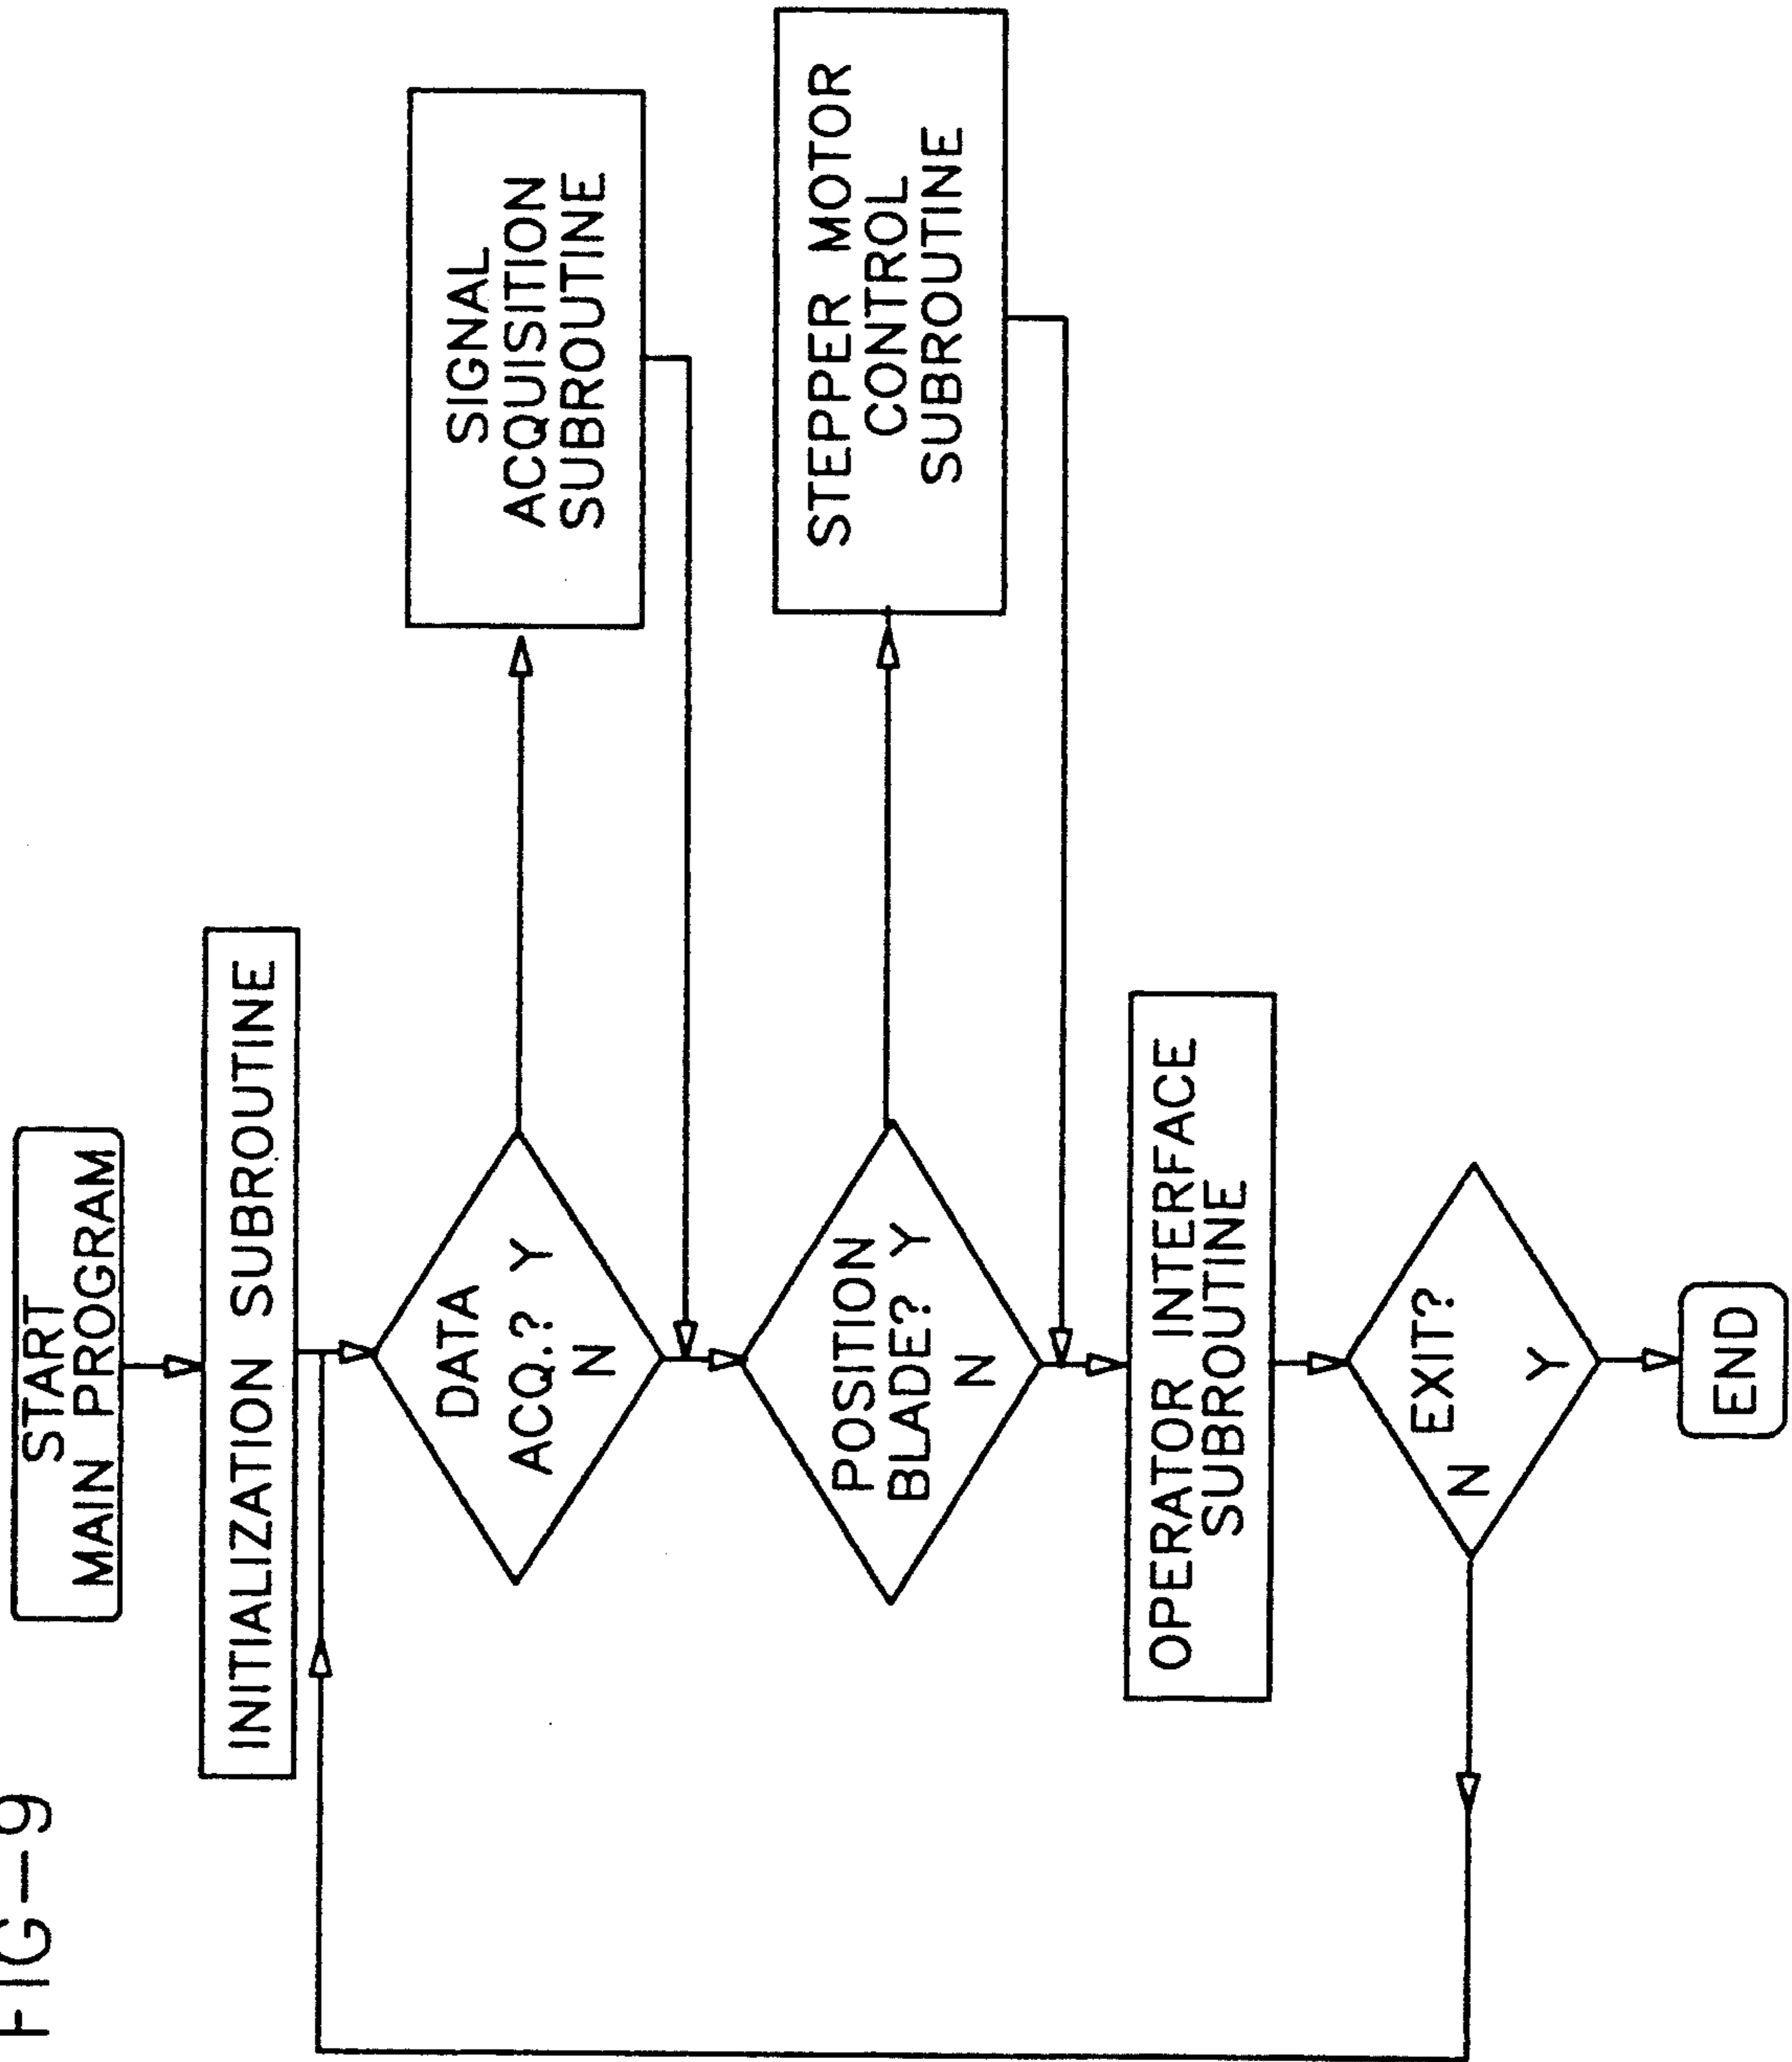 FIG-9
START
MAIN PROGRAM
INITIALIZATION SUBROUTINE
DATA
ACQ.? Y
N
SIGNAL
ACQUISITION
SUBROUTINE
POSITION
BLADE? Y
N
STEPPER MOTOR
CONTROL
SUBROUTINE
OPERATOR INTERFACE
SUBROUTINE
EXIT?
N
Y
END